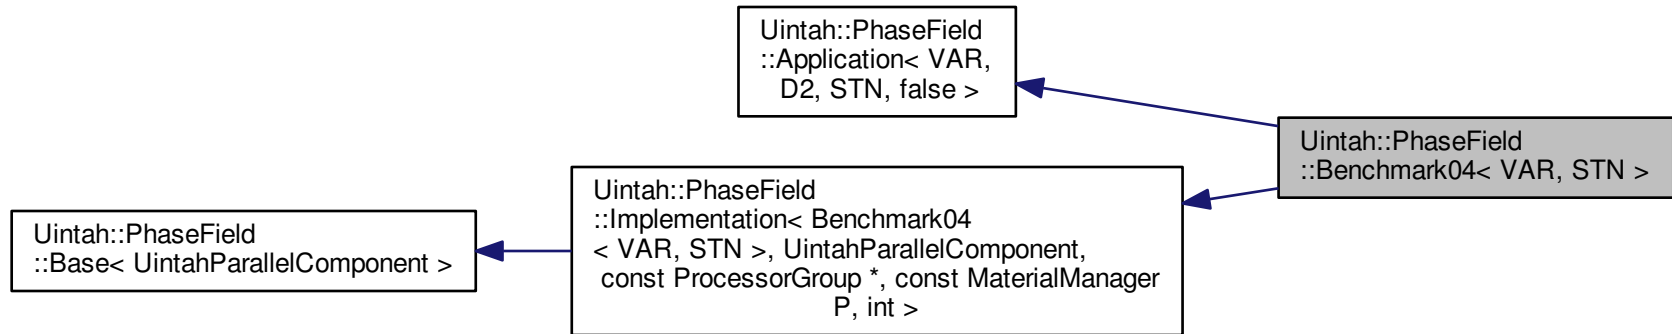 Uintah::PhaseField
::Application< VAR,
D2, STN, false >
Uintah::PhaseField
::Benchmark04< VAR, STN >
Uintah::PhaseField
::Implementation< Benchmark04
< VAR, STN >, UintahParallelComponent,
const ProcessorGroup *, const MaterialManager
P, int >
Uintah::PhaseField
::Base< UintahParallelComponent >